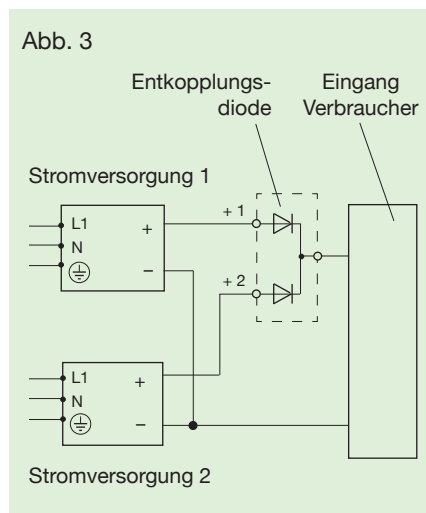 Abb. 3
Entkopplungs-
diode
Eingang
Verbraucher
Stromversorgung 1
L1
N
+
−
+ 1
+ 2
L1
N
+
−
Stromversorgung 2